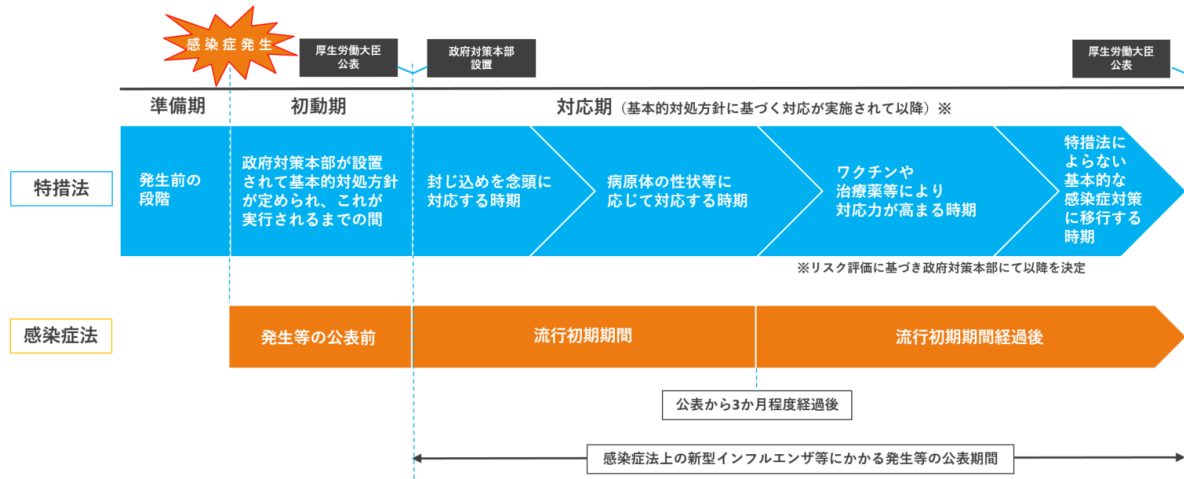 感染症発生
厚生労働大臣
公表
政府対策本部
設置
厚生労働大臣
公表
準備期
初動期
対応期（基本的対処方針に基づく対応が実施されて以降）※
特措法
発生前の
段階
政府対策本部が設置
されて基本的対処方針
が定められ、これが
実行されるまでの間
封じ込めを念頭に
対応する時期
病原体の性状等に
応じて対応する時期
ワクチンや
治療薬等により
対応力が高まる時期
特措法に
よらない
基本的な
感染症対策
に移行する
時期
※リスク評価に基づき政府対策本部にて以降を決定
感染症法
発生等の公表前
流行初期期間
流行初期期間経過後
公表から3か月程度経過後
感染症法上の新型インフルエンザ等にかかる発生等の公表期間